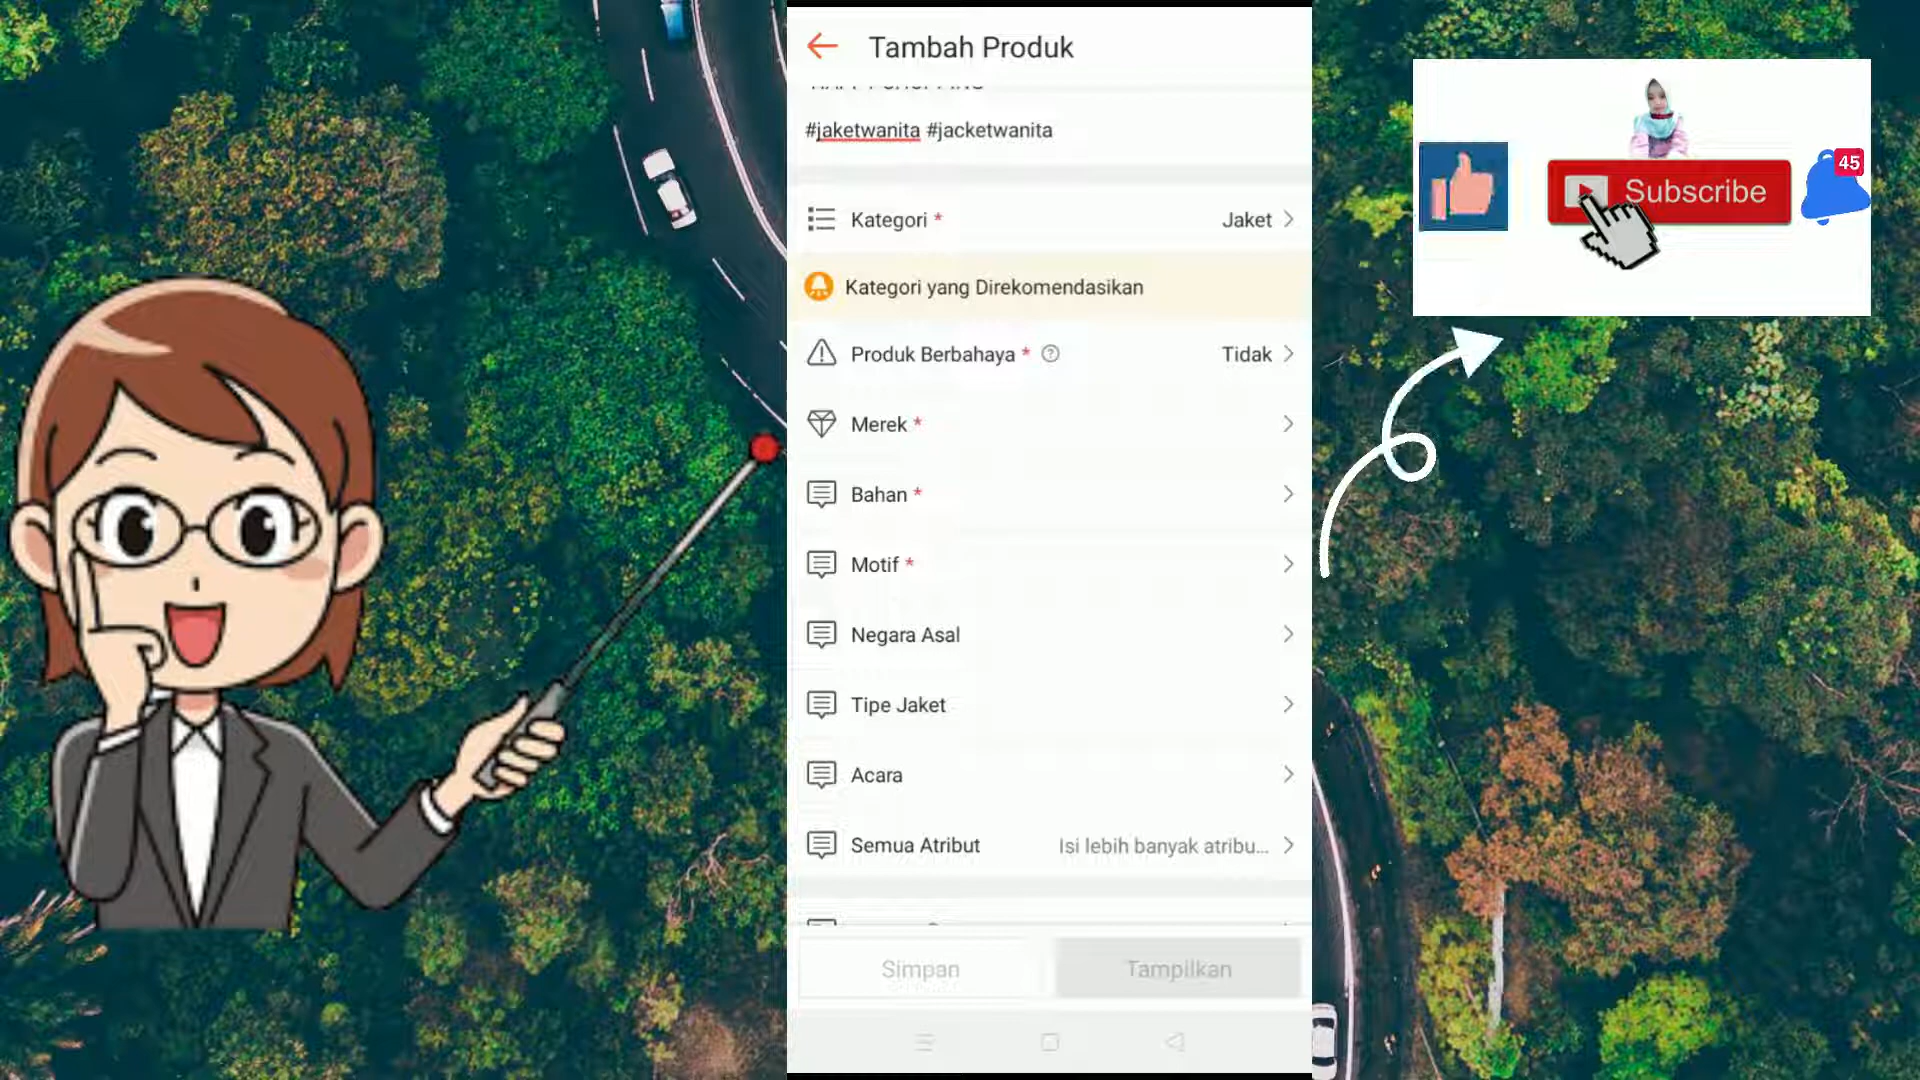 Tambah Produk
#jaketwanita #jacketwanita
Kategori *
Jaket
Kategori yang Direkomendasikan
Produk Berbahaya * ?
Tidak
Merek *
Bahan *
Motif *
Negara Asal
Tipe Jaket
Acara
Semua Atribut
Isi lebih banyak atribu...
Simpan
Tampilkan
45
Subscribe